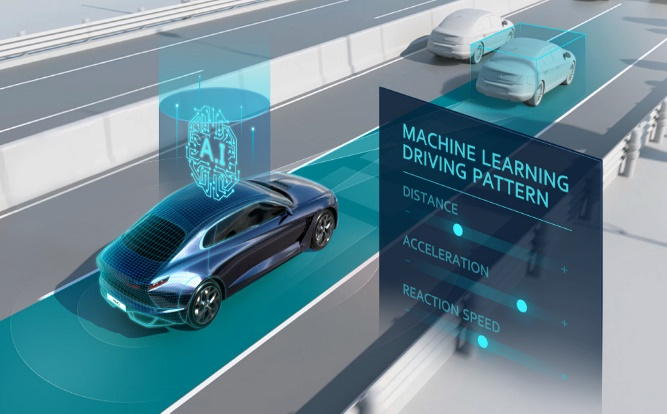 A.I
MACHINE LEARNING
DRIVING PATTERN
DISTANCE
-
+
ACCELERATION
-
+
REACTION SPEED
-
+